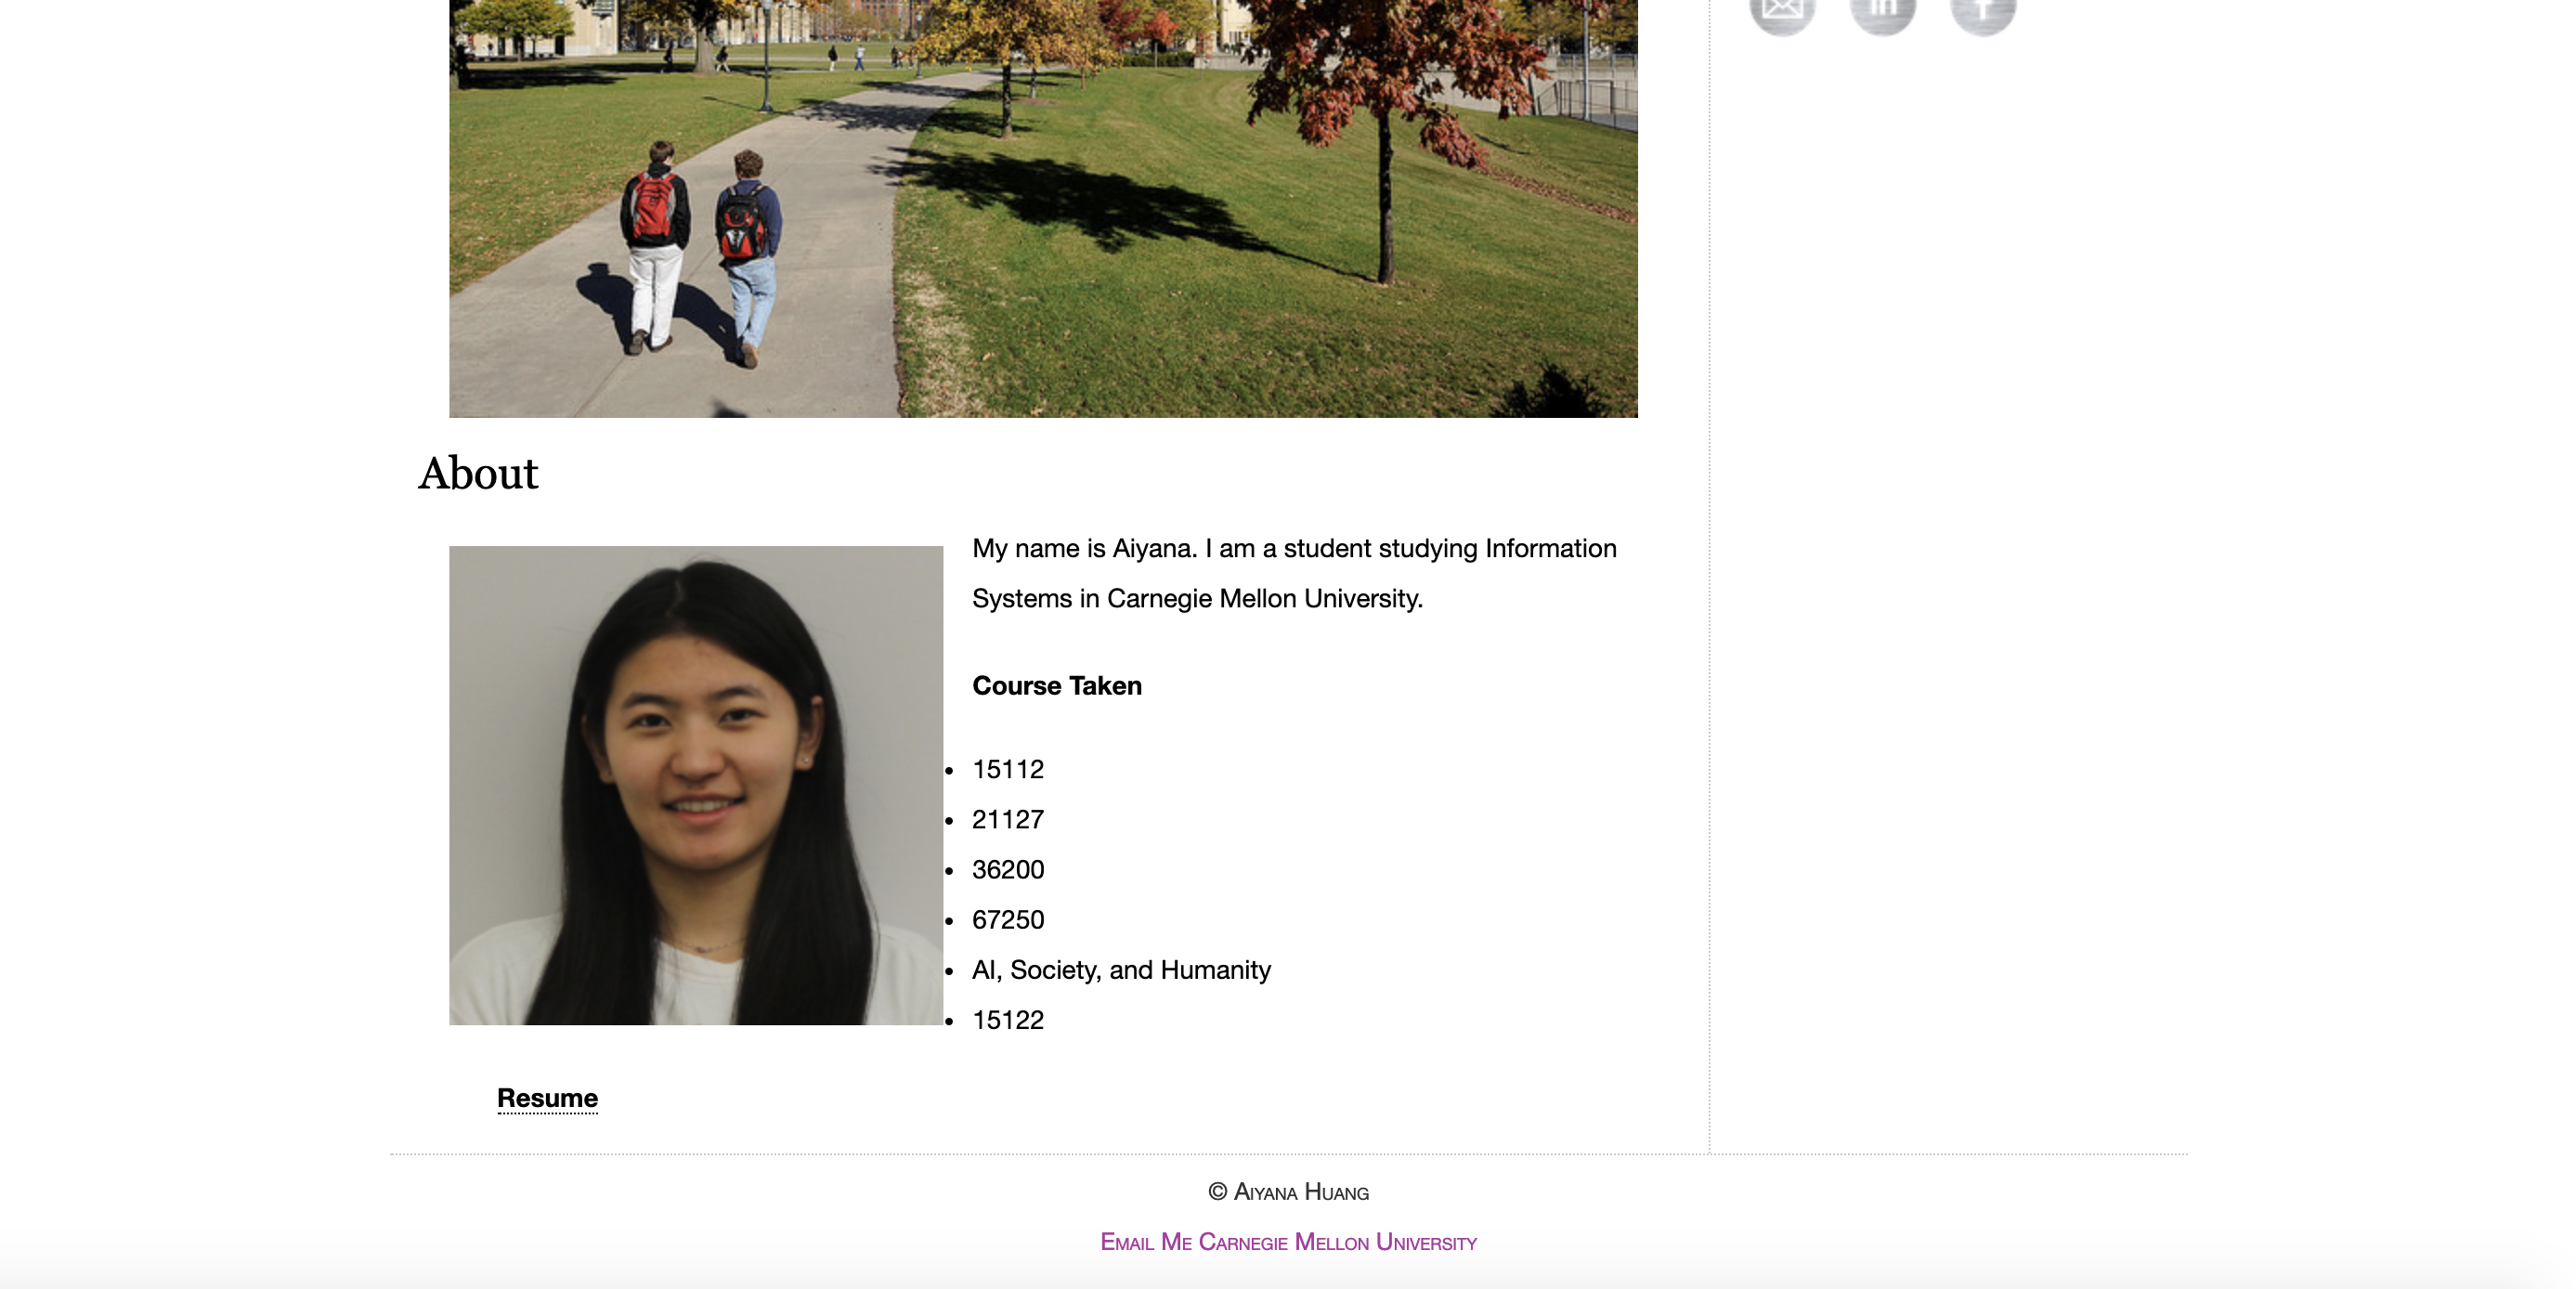 in
f
About
My name is Aiyana. I am a student studying Information
Systems in Carnegie Mellon University.
Course Taken
15112
21127
36200
67250
AI, Society, and Humanity
15122
Resume
© Aiyana Huang
Email Me Carnegie Mellon University